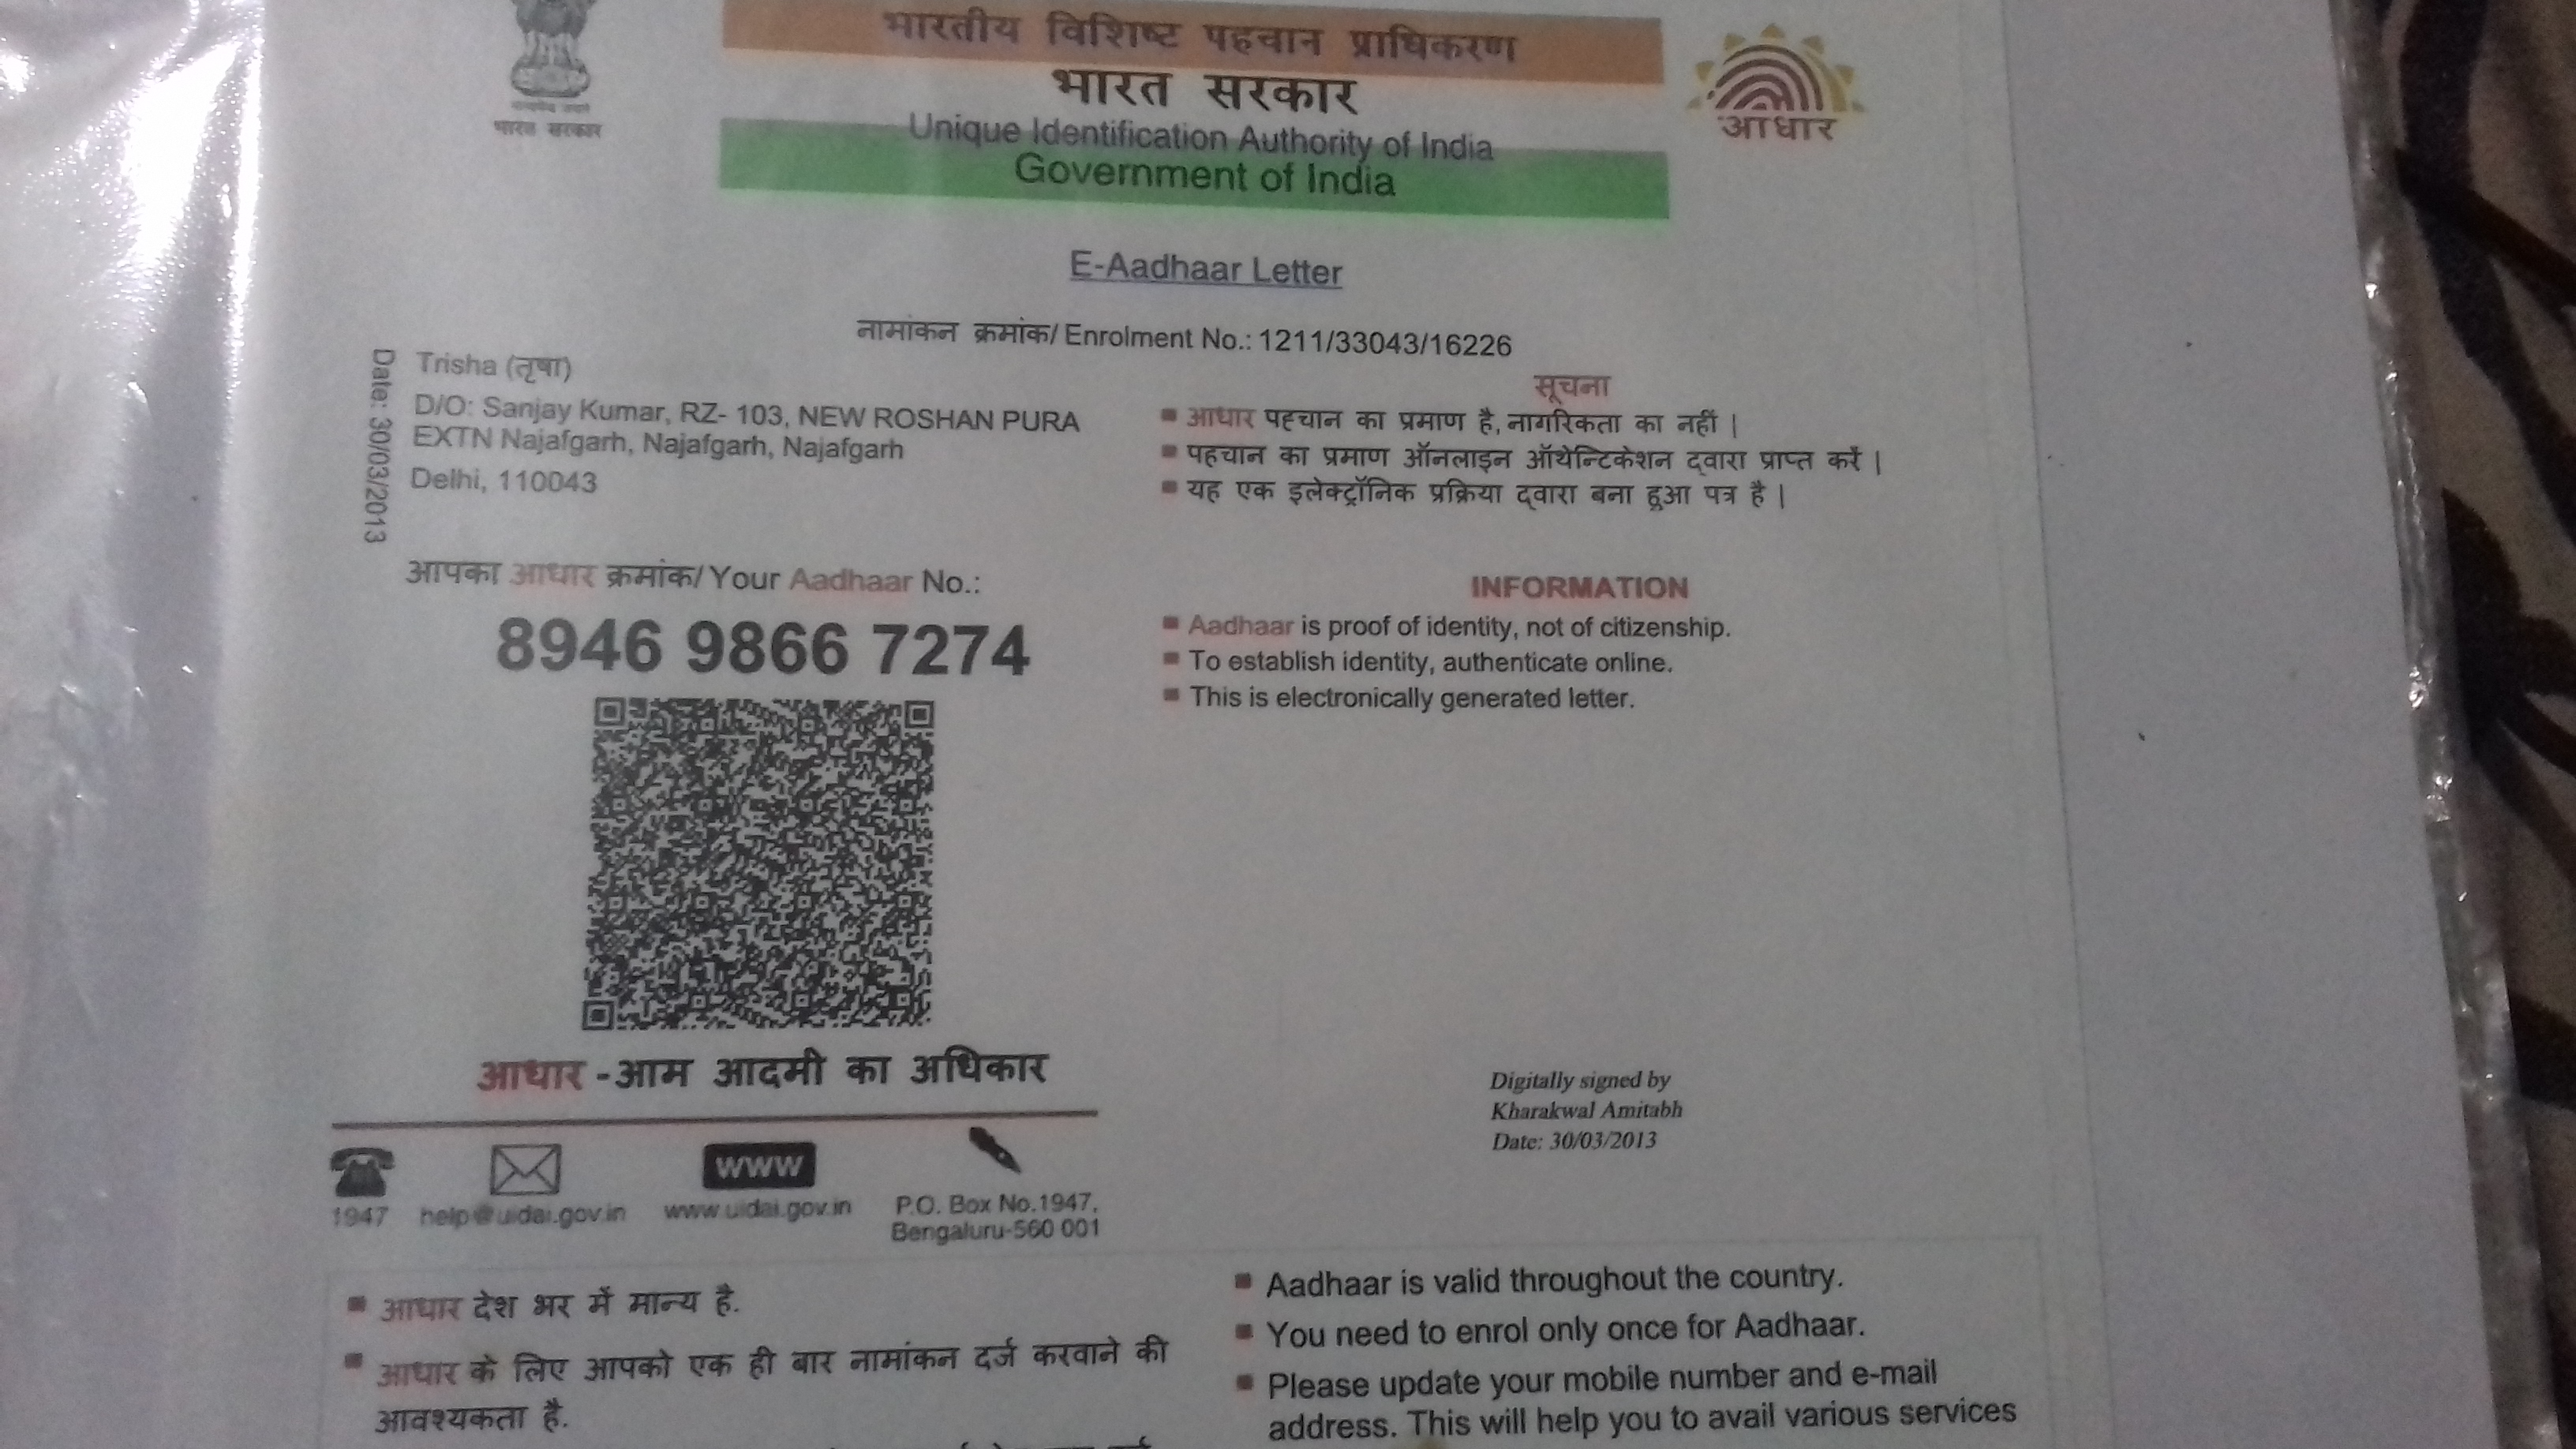 भारतीय विशिष्ट पहचान प्राधिकरण
भारत सरकार
Unique Identification Authority of India
Government of India
भारत सरकार
आधार
E-Aadhaar Letter
नामांकन क्रमांक/ Enrolment No.: 1211/33043/16226
Date: 30/03/2013
Trisha (तृषा)
D/O: Sanjay Kumar, RZ- 103, NEW ROSHAN PURA
EXTN Najafgarh, Najafgarh, Najafgarh
Delhi, 110043
सूचना
आधार पहचान का प्रमाण है, नागरिकता का नहीं |
पहचान का प्रमाण ऑनलाइन ऑथेन्टिकेशन द्वारा प्राप्त करें |
यह एक इलेक्ट्रॉनिक प्रक्रिया द्वारा बना हुआ पत्र है |
आपका आधार क्रमांक/ Your Aadhaar No.:
8946 9866 7274
INFORMATION
Aadhaar is proof of identity, not of citizenship.
To establish identity, authenticate online.
This is electronically generated letter.
आधार -आम आदमी का अधिकार
Digitally signed by
Kharakwal Amitabh
Date: 30/03/2013
www
1947
help@uidai.gov.in
www.uidai.gov.in
P.O. Box No.1947,
Bengaluru-560 001
आधार देश भर में मान्य है.
आधार के लिए आपको एक ही बार नामांकन दर्ज करवाने की
आवश्यकता है.
Aadhaar is valid throughout the country.
You need to enrol only once for Aadhaar.
Please update your mobile number and e-mail
address. This will help you to avail various services